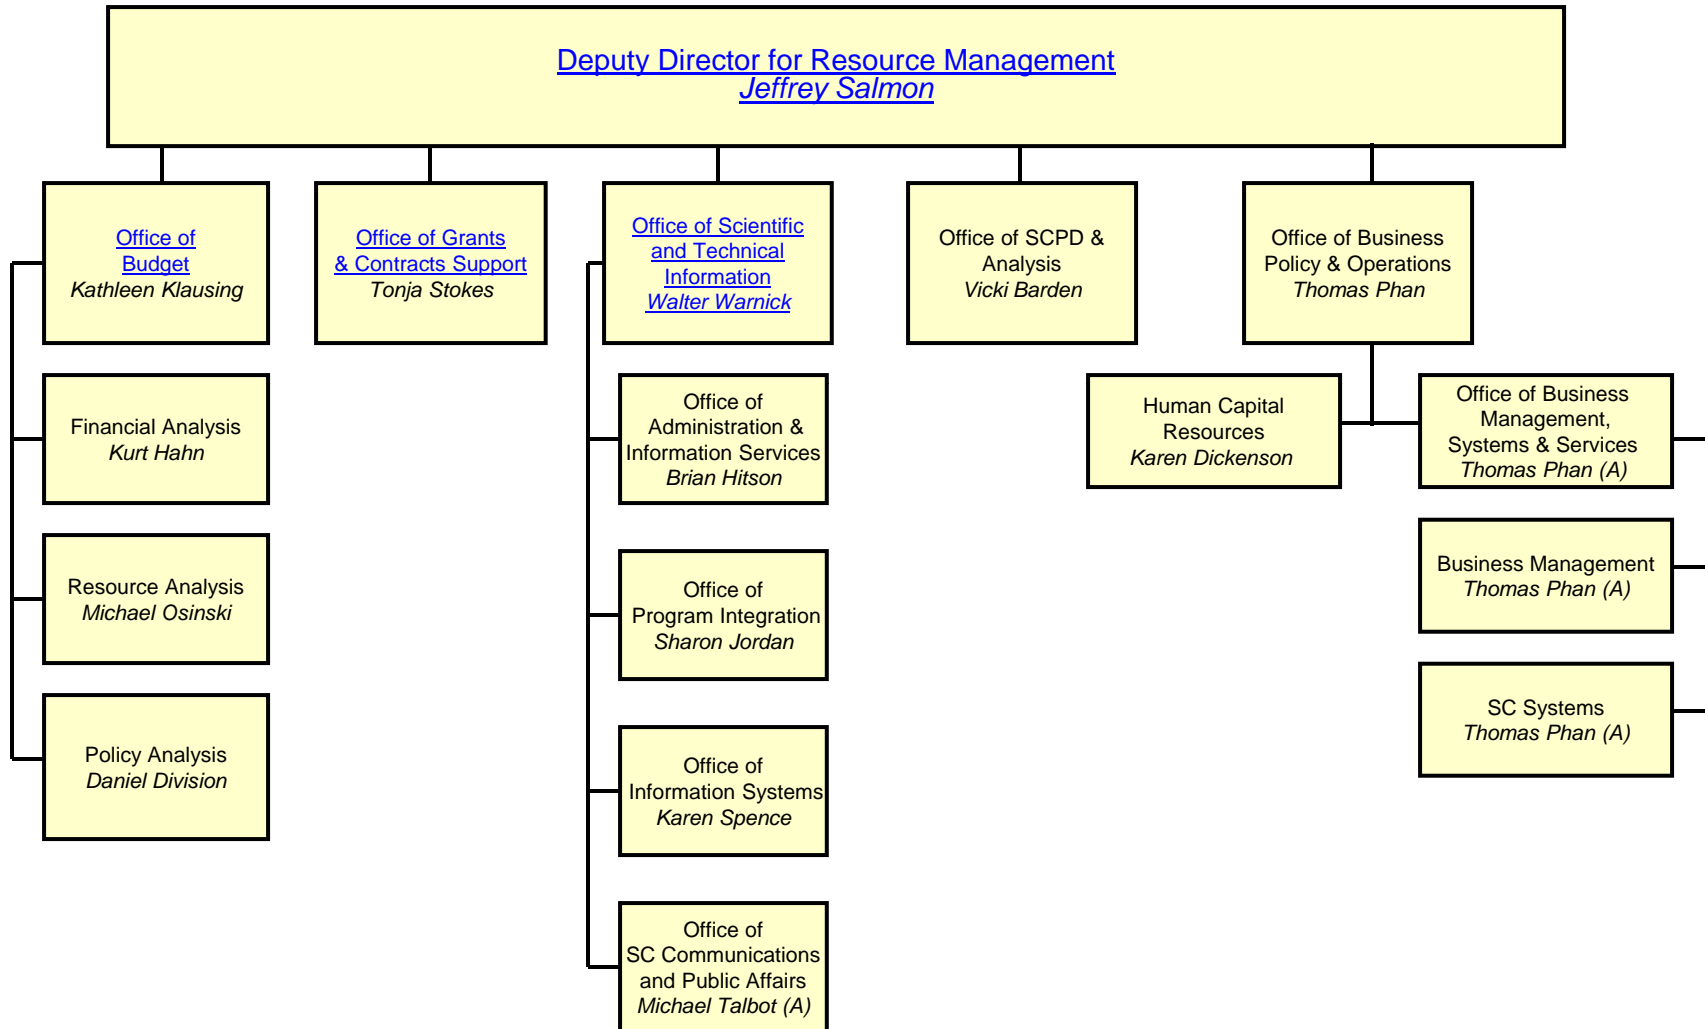 Deputy Director for Resource Management
Jeffrey Salmon
Office of
Budget
Kathleen Klausing
Office of Grants
& Contracts Support
Tonja Stokes
Office of Scientific
and Technical
Information
Walter Warnick
Office of SCPD &
Analysis
Vicki Barden
Office of Business
Policy & Operations
Thomas Phan
Financial Analysis
Kurt Hahn
Office of
Administration &
Information Services
Brian Hitson
Human Capital
Resources
Karen Dickenson
Office of Business
Management,
Systems & Services
Thomas Phan (A)
Resource Analysis
Michael Osinski
Office of
Program Integration
Sharon Jordan
Business Management
Thomas Phan (A)
Policy Analysis
Daniel Division
Office of
Information Systems
Karen Spence
SC Systems
Thomas Phan (A)
Office of
SC Communications
and Public Affairs
Michael Talbot (A)